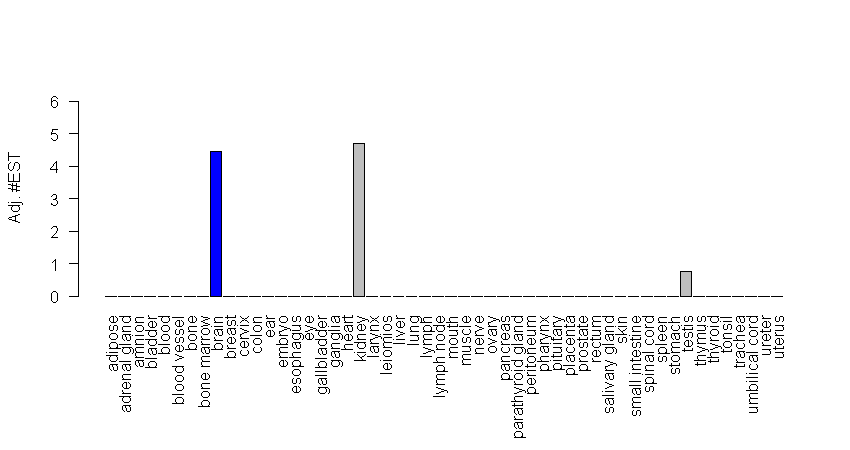 Adj. #EST
6
5
4
3
2
1
0
adipose
adrenal gland
amnion
bladder
blood
blood vessel
bone
bone marrow
brain
breast
cervix
colon
ear
embryo
esophagus
eye
gallbladder
ganglia
heart
kidney
larynx
leiomios
liver
lung
lymph
lymph node
mouth
muscle
nerve
ovary
pancreas
parathyroid gland
peritoneum
pharynx
pituitary
placenta
prostate
rectum
salivary gland
skin
small intestine
spinal cord
spleen
stomach
testis
thymus
thyroid
tonsil
trachea
umbilical cord
ureter
uterus